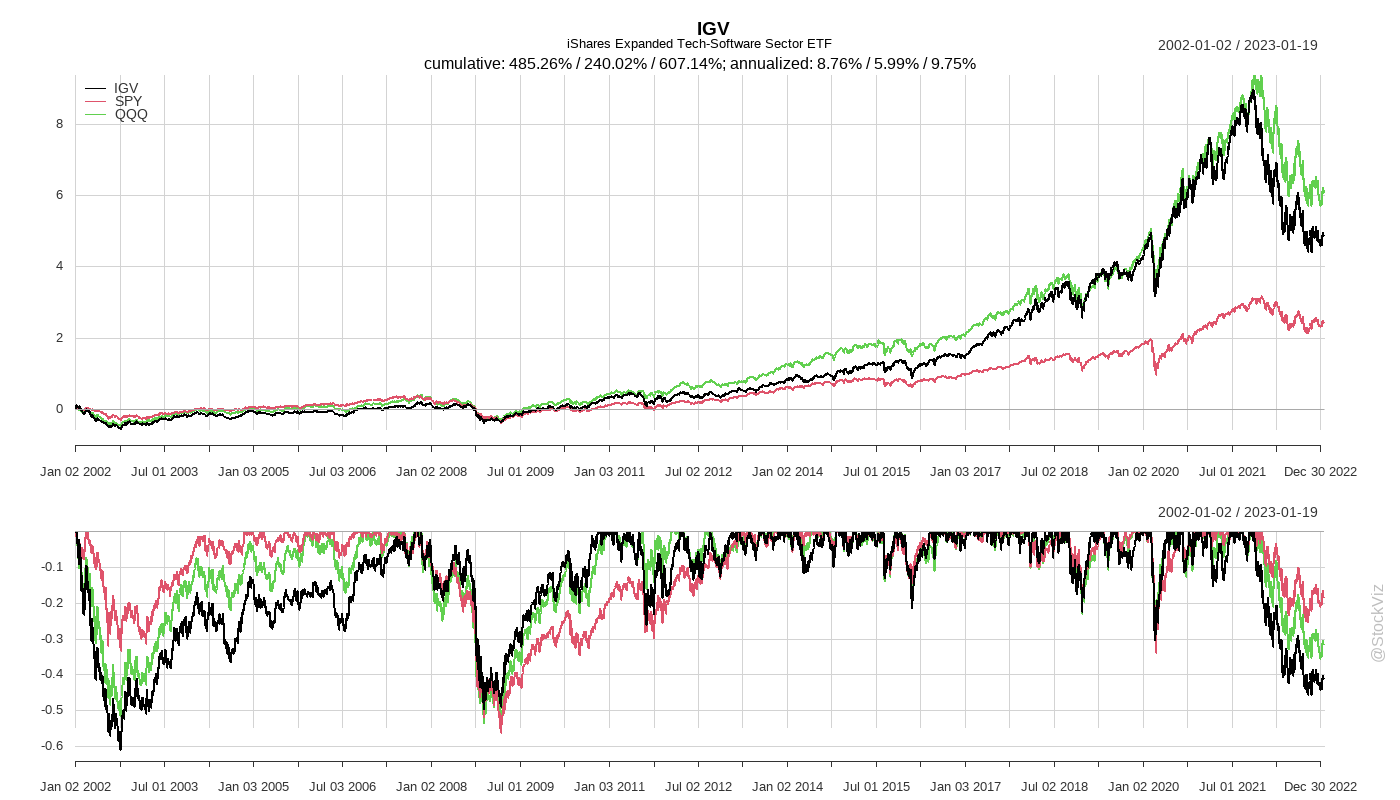 IGV
iShares Expanded Tech-Software Sector ETF
2002-01-02 / 2023-01-19
cumulative: 485.26% / 240.02% / 607.14%; annualized: 8.76% / 5.99% / 9.75%
IGV
SPY
QQQ
8
6
4
2
0
Jan 02 2002 Jul 01 2003 Jan 03 2005 Jul 03 2006 Jan 02 2008 Jul 01 2009 Jan 03 2011 Jul 02 2012 Jan 02 2014 Jul 01 2015 Jan 03 2017 Jul 02 2018 Jan 02 2020 Jul 01 2021 Dec 30 2022
2002-01-02 / 2023-01-19
-0.1
-0.2
-0.3
-0.4
-0.5
-0.6
Jan 02 2002 Jul 01 2003 Jan 03 2005 Jul 03 2006 Jan 02 2008 Jul 01 2009 Jan 03 2011 Jul 02 2012 Jan 02 2014 Jul 01 2015 Jan 03 2017 Jul 02 2018 Jan 02 2020 Jul 01 2021 Dec 30 2022
@StockViz